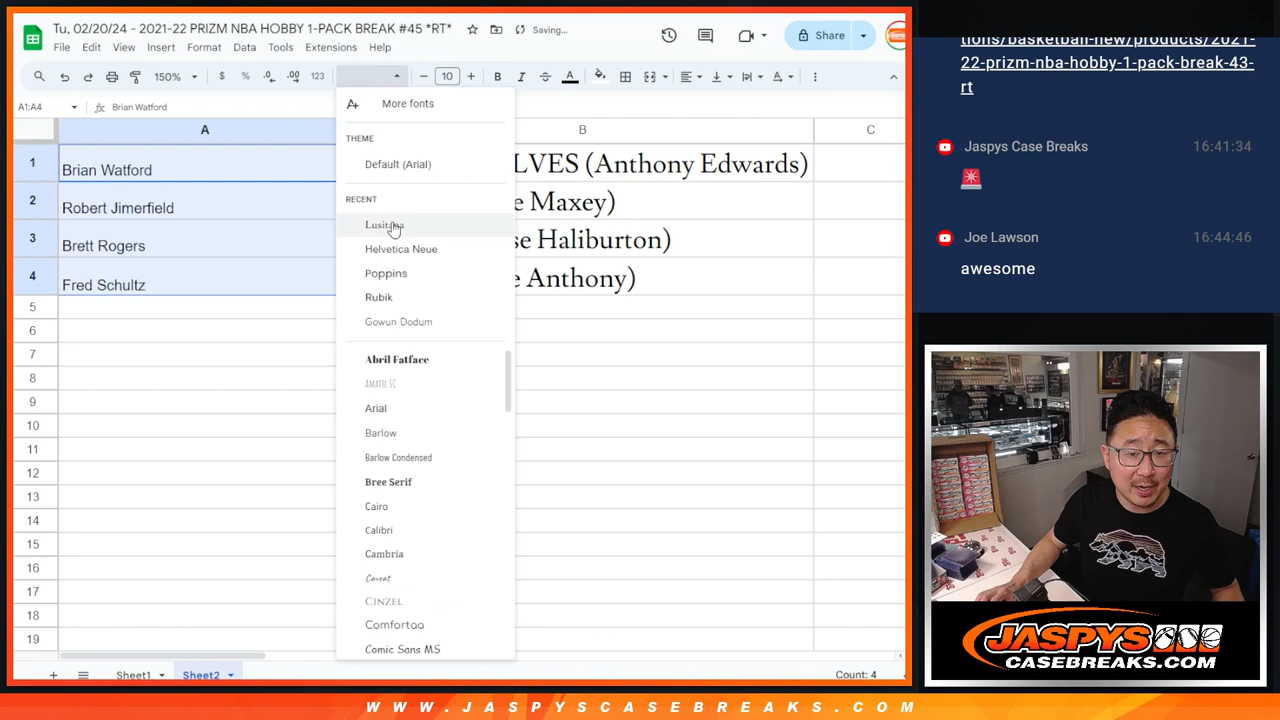 Tu, 02/20/24 - 2021-22 PRIZM NBA HOBBY 1-PACK BREAK #45 *RT*
Saving...
File Edit View Insert Format Data Tools Extensions Help
Share
150%
$ % .0 .00 123
10
B I A
A1:A4
fx Brian Watford
A B C
1 Brian Watford LVES (Anthony Edwards)
2 Robert Jimerfield e Maxey)
3 Brett Rogers se Haliburton)
4 Fred Schultz e Anthony)
5
6
7
8
9
10
11
12
13
14
15
16
17
18
19
More fonts
THEME
Default (Arial)
RECENT
Lusitana
Helvetica Neue
Poppins
Rubik
Gowun Dodum
Abril Fatface
AMATIC SC
Arial
Barlow
Barlow Condensed
Bree Serif
Cairo
Calibri
Cambria
Caveat
CINZEL
Comfortaa
Comic Sans MS
Sheet1 Sheet2
Count: 4
tions/basketball-new/products/2021-
22-prizm-nba-hobby-1-pack-break-43-
rt
Jaspys Case Breaks 16:41:34
Joe Lawson 16:44:46
awesome
JASPYS
CASEBREAKS.COM
WWW.JASPYSCASEBREAKS.COM